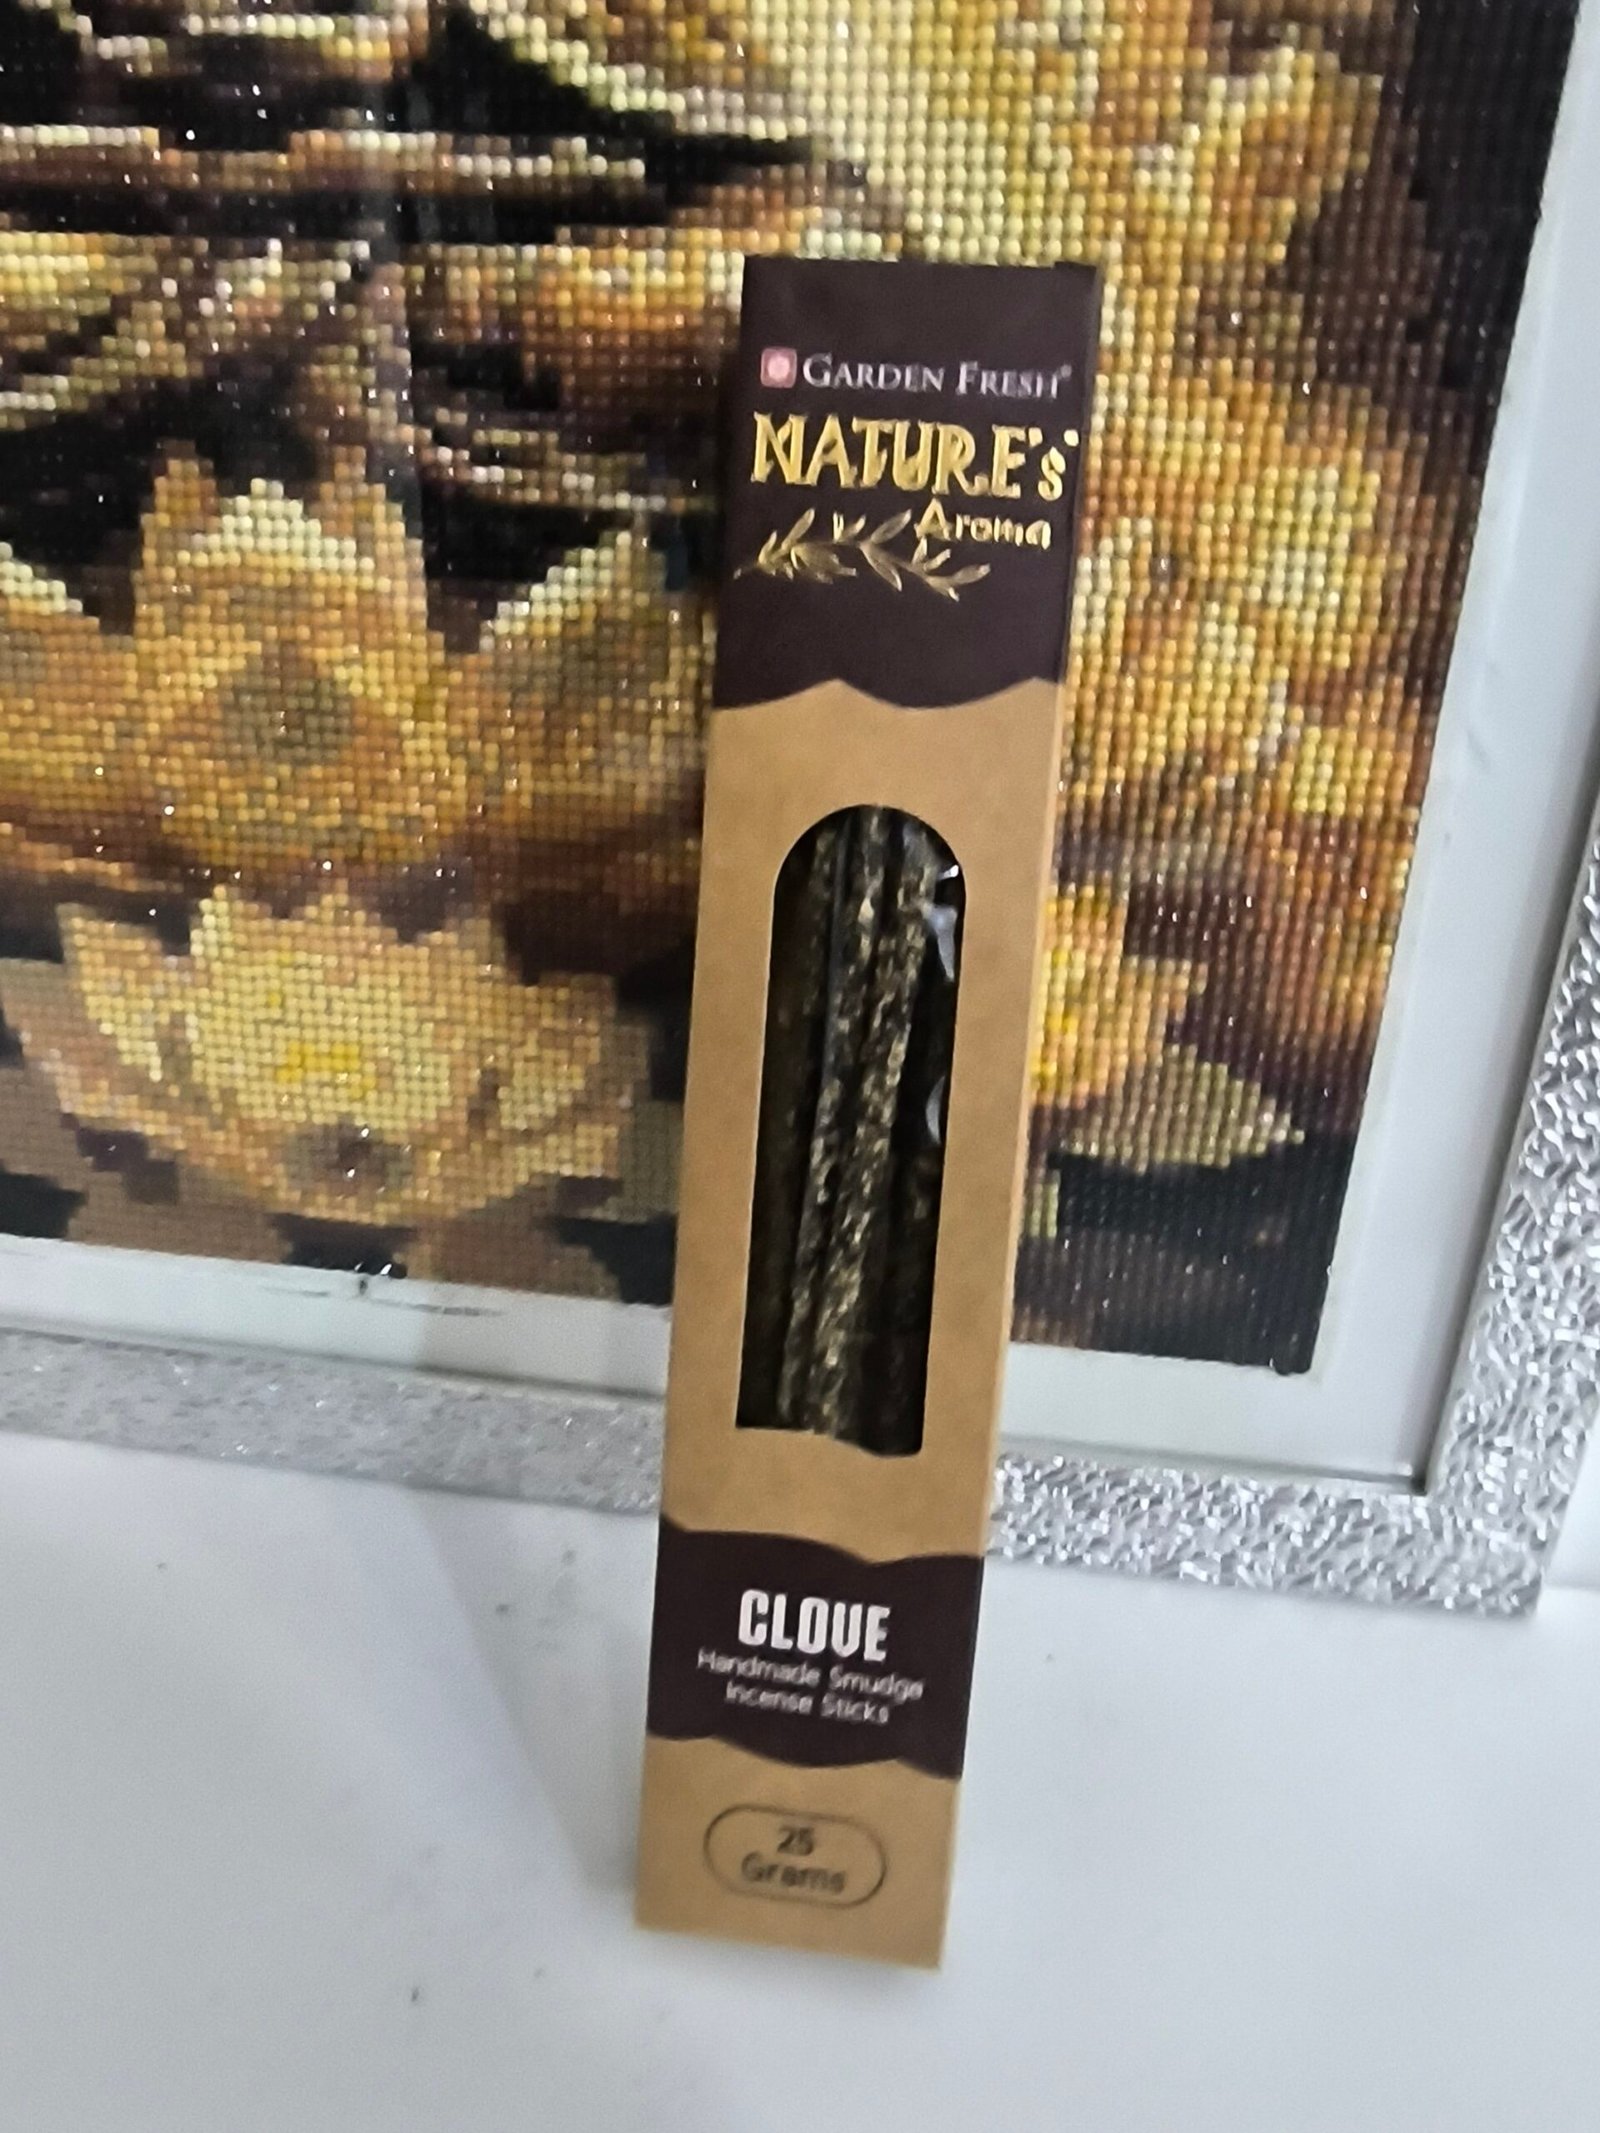 GARDEN FRESH®
NATURE's
Aroma
CLOVE
Handmade Smudge
Incense Sticks
25
Grams